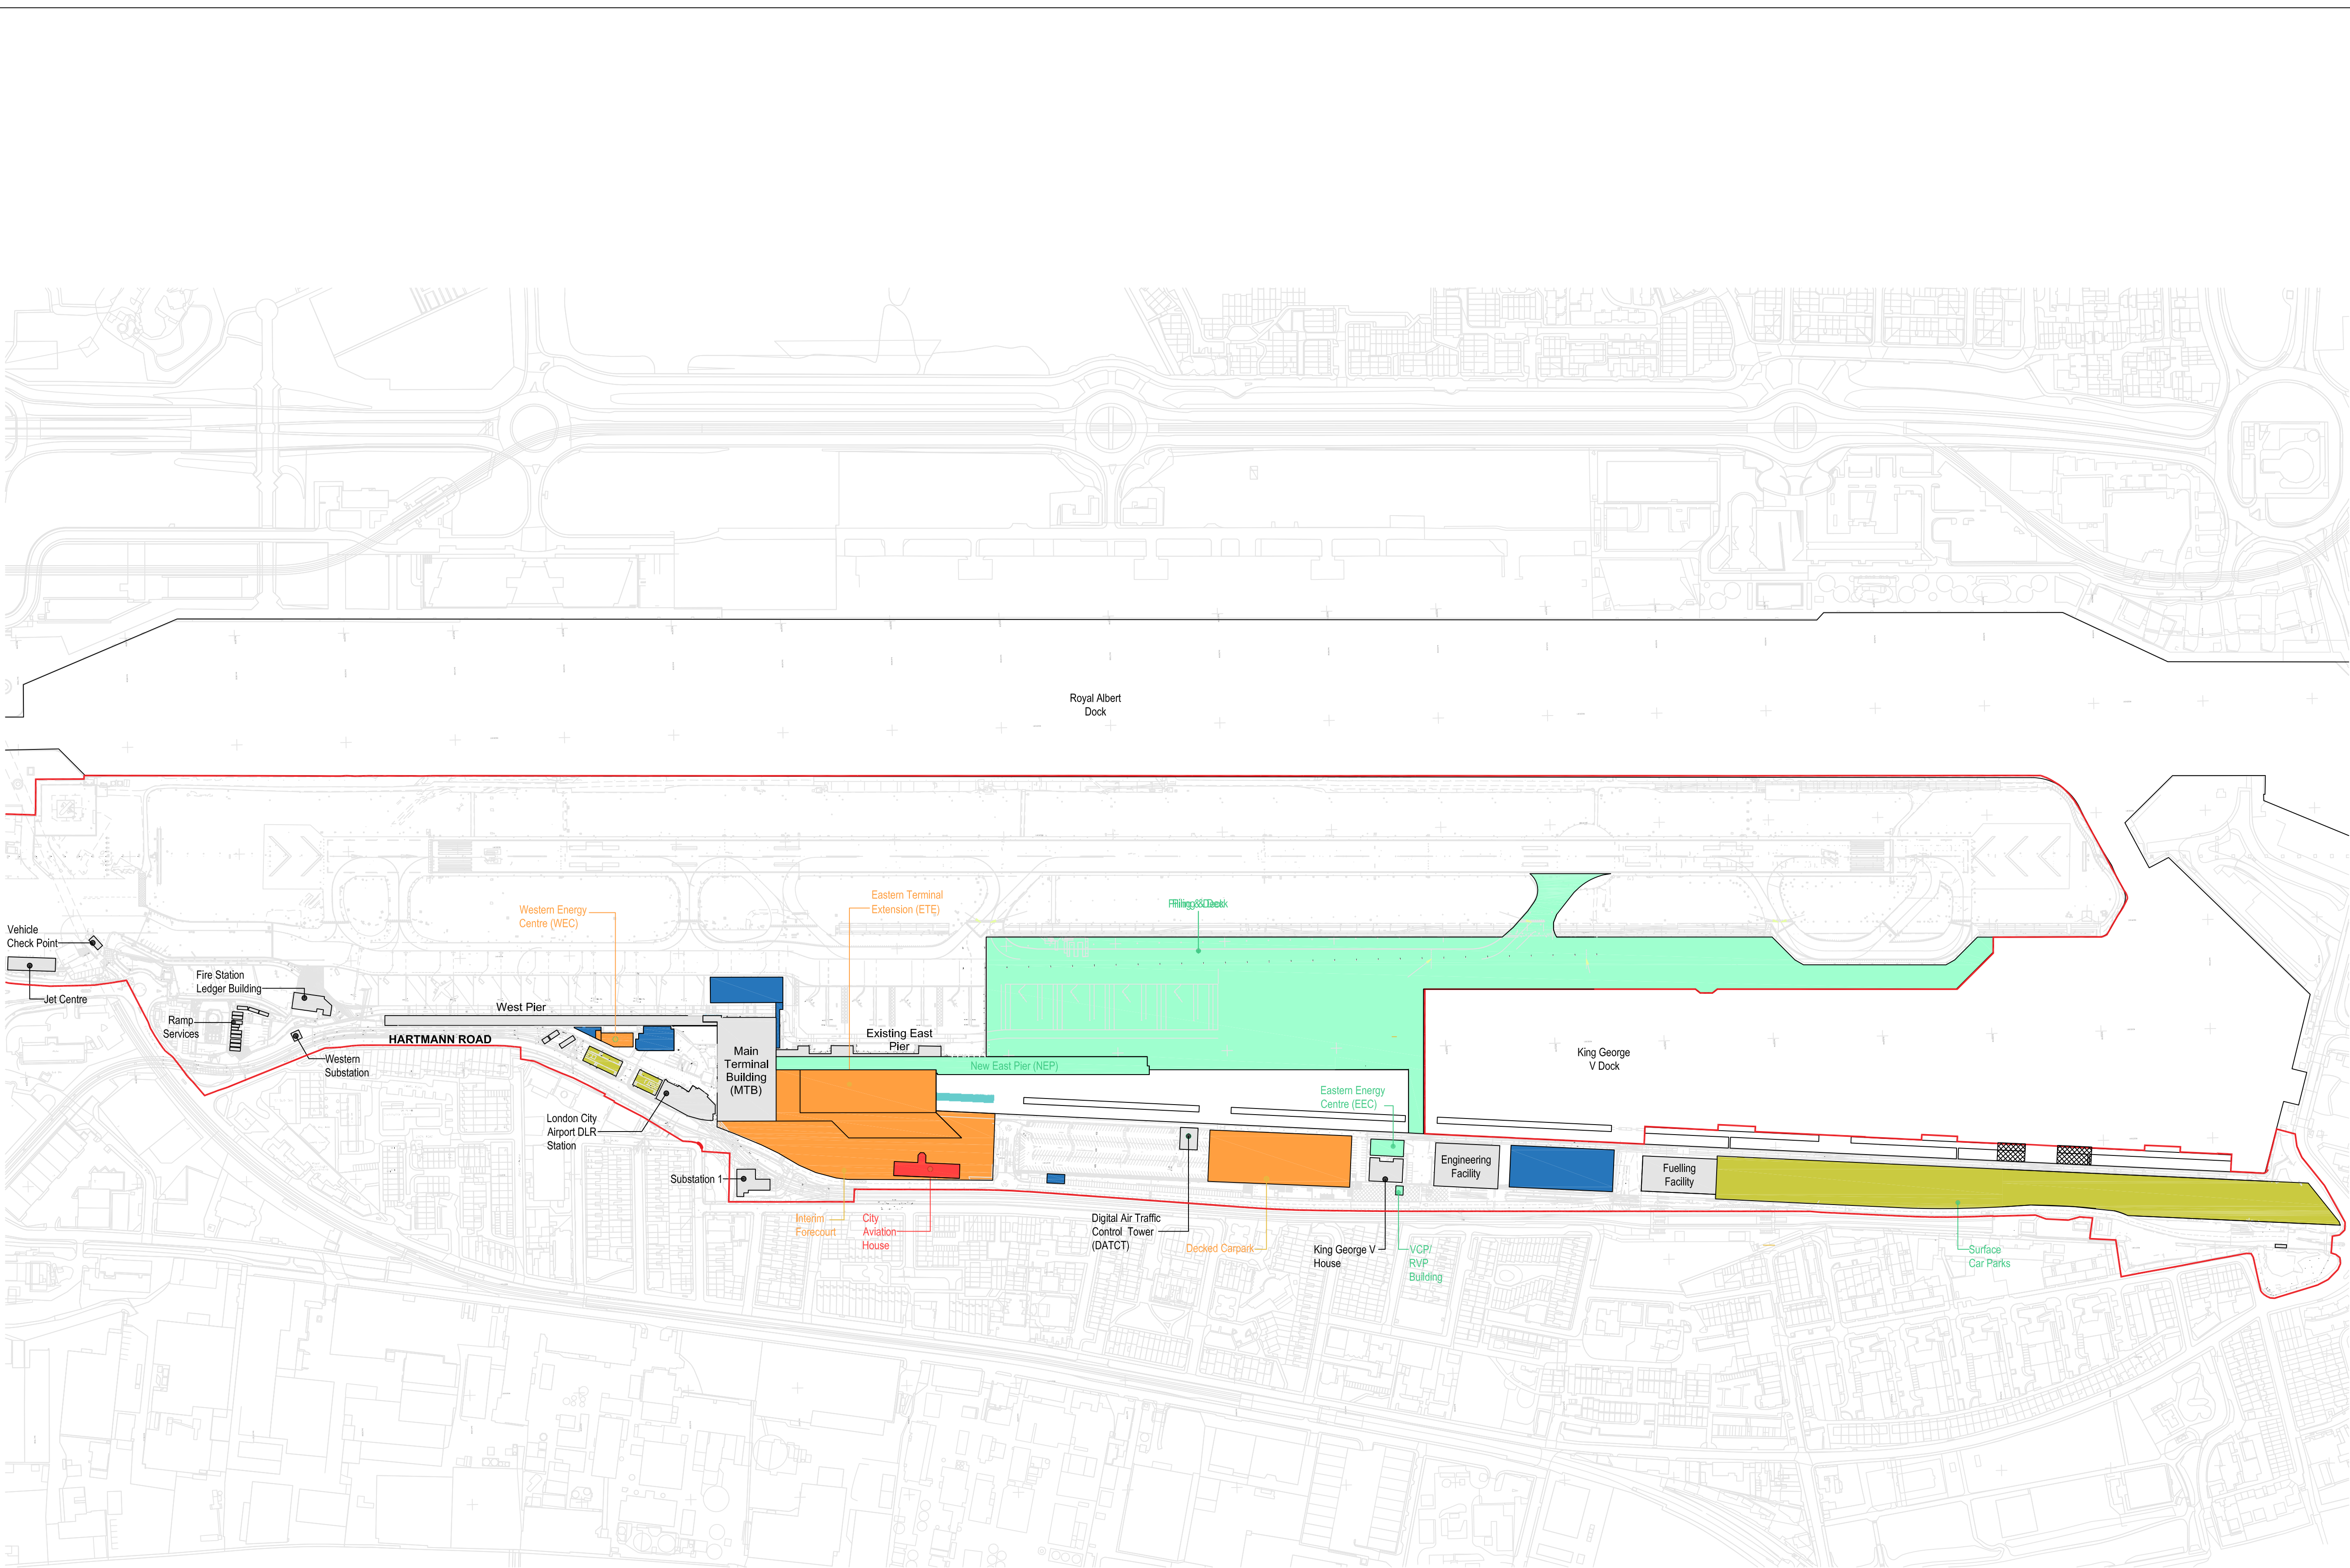 Royal Albert
Dock
Eastern Terminal
Extension (ETE)
Western Energy
Centre (WEC)
Piling & Deck
Vehicle
Check Point
Jet Centre
Fire Station
Ledger Building
West Pier
Ramp
Services
HARTMANN ROAD
Western
Substation
Existing East
Pier
Main
Terminal
Building
(MTB)
New East Pier (NEP)
King George
V Dock
Eastern Energy
Centre (EEC)
London City
Airport DLR
Station
Substation 1
Engineering
Facility
Fuelling
Facility
Interim
Forecourt
City
Aviation
House
Digital Air Traffic
Control Tower
(DATCT)
Decked Carpark
King George V
House
VCP/
RVP
Building
Surface
Car Parks